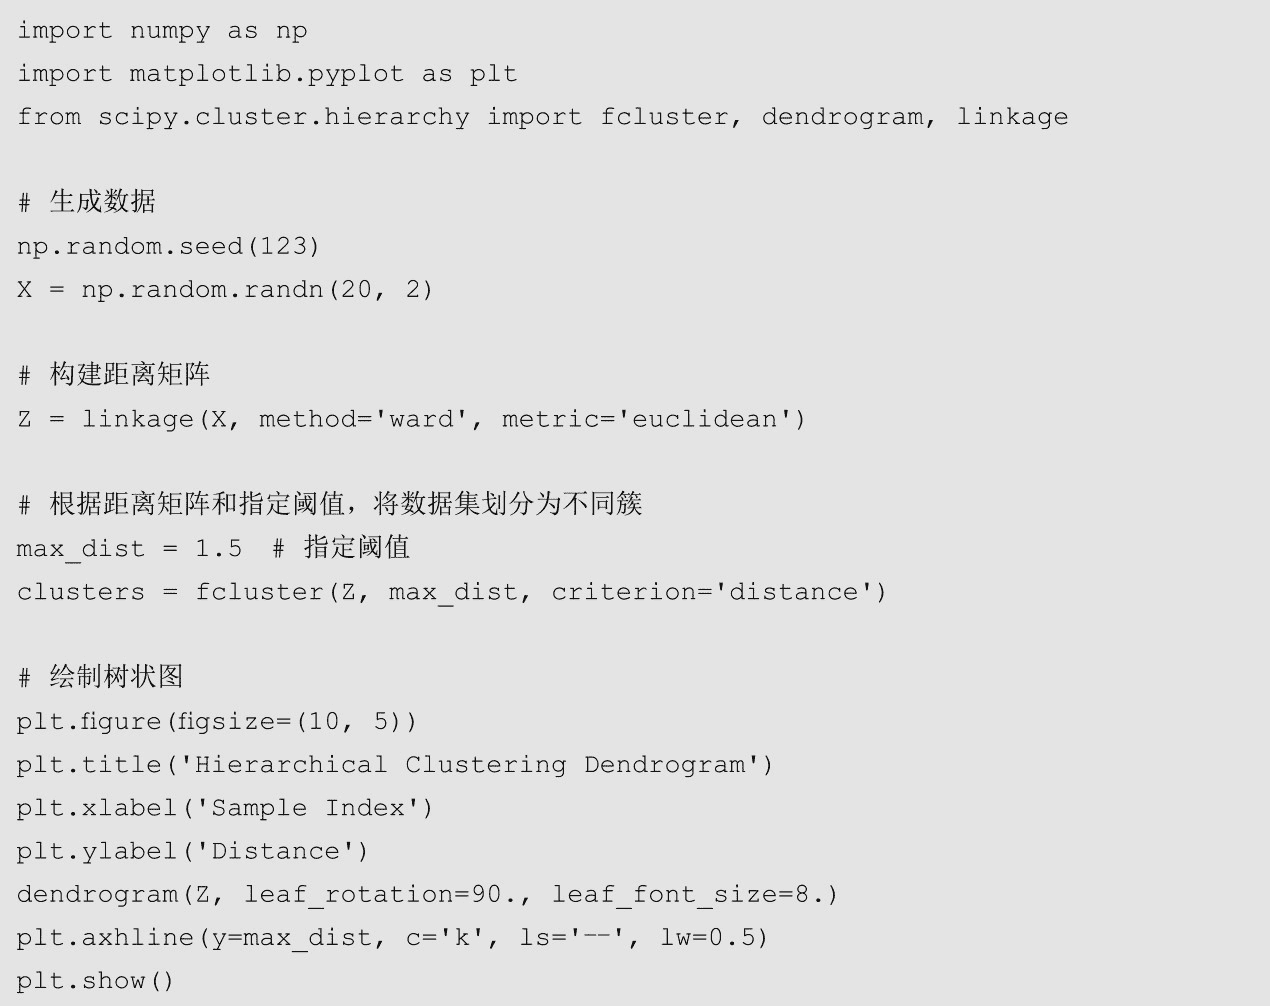 import numpy as np
import matplotlib.pyplot as plt
from scipy.cluster.hierarchy import fcluster, dendrogram, linkage
# 生成数据
np.random.seed(123)
X = np.random.randn(20, 2)
# 构建距离矩阵
Z = linkage(X, method='ward', metric='euclidean')
# 根据距离矩阵和指定阈值，将数据集划分为不同簇
max_dist = 1.5  # 指定阈值
clusters = fcluster(Z, max_dist, criterion='distance')
# 绘制树状图
plt.figure(figsize=(10, 5))
plt.title('Hierarchical Clustering Dendrogram')
plt.xlabel('Sample Index')
plt.ylabel('Distance')
dendrogram(Z, leaf_rotation=90., leaf_font_size=8.)
plt.axhline(y=max_dist, c='k', ls='--', lw=0.5)
plt.show()